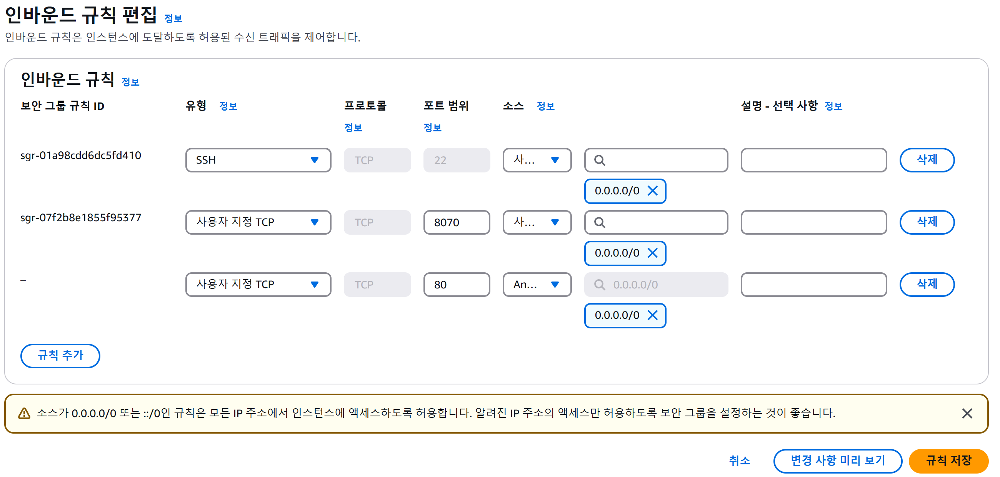 인바운드 규칙 편집 정보
인바운드 규칙은 인스턴스에 도달하도록 허용된 수신 트래픽을 제어합니다.
인바운드 규칙 정보
보안 그룹 규칙 ID 유형 정보 프로토콜 정보 포트 범위 정보 소스 정보 설명 - 선택 사항 정보
sgr-01a98cdd6dc5fd410 SSH TCP 22 사... 삭제
0.0.0.0/0
sgr-07f2b8e1855f95377 사용자 지정 TCP TCP 8070 사... 삭제
0.0.0.0/0
– 사용자 지정 TCP TCP 80 An... 0.0.0.0/0 삭제
0.0.0.0/0
규칙 추가
소스가 0.0.0.0/0 또는 ::/0인 규칙은 모든 IP 주소에서 인스턴스에 액세스하도록 허용합니다. 알려진 IP 주소의 액세스만 허용하도록 보안 그룹을 설정하는 것이 좋습니다.
취소 변경 사항 미리 보기 규칙 저장